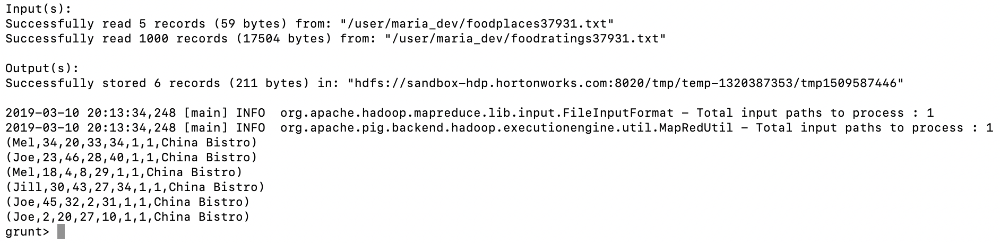 Input(s):
Successfully read 5 records (59 bytes) from: "/user/maria_dev/foodplaces37931.txt"
Successfully read 1000 records (17504 bytes) from: "/user/maria_dev/foodratings37931.txt"
Output(s):
Successfully stored 6 records (211 bytes) in: "hdfs://sandbox-hdp.hortonworks.com:8020/tmp/temp-1320387353/tmp1509587446"
2019-03-10 20:13:34,248 [main] INFO  org.apache.hadoop.mapreduce.lib.input.FileInputFormat - Total input paths to process : 1
2019-03-10 20:13:34,248 [main] INFO  org.apache.pig.backend.hadoop.executionengine.util.MapRedUtil - Total input paths to process : 1
(Mel,34,20,33,34,1,1,China Bistro)
(Joe,23,46,28,40,1,1,China Bistro)
(Mel,18,4,8,29,1,1,China Bistro)
(Jill,30,43,27,34,1,1,China Bistro)
(Joe,45,32,2,31,1,1,China Bistro)
(Joe,2,20,27,10,1,1,China Bistro)
grunt>